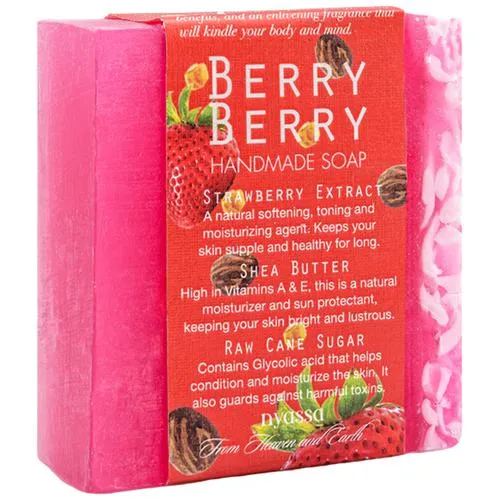 benefits, and an enlivening fragrance that
will kindle your body and mind.
BERRY
BERRY
HANDMADE SOAP
STRAWBERRY EXTRACT
A natural softening, toning and
moisturizing agent. Keeps your
skin supple and healthy for long.
SHEA BUTTER
High in Vitamins A & E, this is a natural
moisturizer and sun protectant,
keeping your skin bright and lustrous.
RAW CANE SUGAR
Contains Glycolic acid that helps
condition and moisturize the skin. It
also guards against harmful toxins.
nyassa
From Heaven and Earth